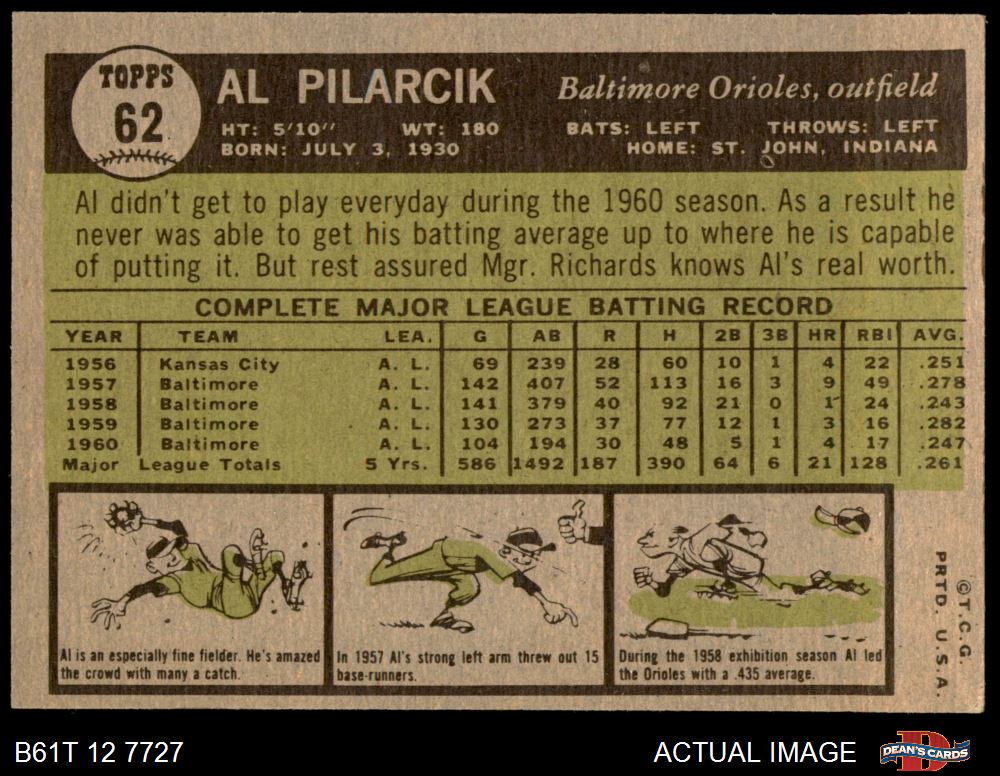 TOPPS
62
AL PILARCIK
Baltimore Orioles, outfield
HT: 5'10" WT: 180 BATS: LEFT THROWS: LEFT
BORN: JULY 3, 1930 HOME: ST. JOHN, INDIANA
Al didn't get to play everyday during the 1960 season. As a result he
never was able to get his batting average up to where he is capable
of putting it. But rest assured Mgr. Richards knows Al's real worth.
COMPLETE MAJOR LEAGUE BATTING RECORD
YEAR TEAM LEA. G AB R H 2B 3B HR RBI AVG.
1956 Kansas City A. L. 69 239 28 60 10 1 4 22 .251
1957 Baltimore A. L. 142 407 52 113 16 3 9 49 .278
1958 Baltimore A. L. 141 379 40 92 21 0 1 24 .243
1959 Baltimore A. L. 130 273 37 77 12 1 3 16 .282
1960 Baltimore A. L. 104 194 30 48 5 1 4 17 .247
Major League Totals 5 Yrs. 586 1492 187 390 64 6 21 128 .261
Al is an especially fine fielder. He's amazed
the crowd with many a catch.
In 1957 Al's strong left arm threw out 15
base-runners.
During the 1958 exhibition season Al led
the Orioles with a .435 average.
©T.C.G.
PRTD. U.S.A.
B61T 12 7727
ACTUAL IMAGE
DEAN'S CARDS